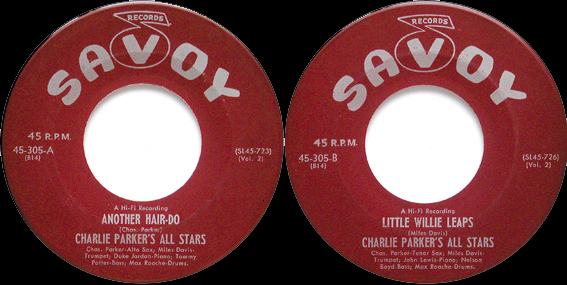 RECORDS
SAVOY
45 R.P.M.
45-305-A
(B14)
(SL45-723)
(Vol. 2)
A Hi-Fi Recording
ANOTHER HAIR-DO
(Chas. Parker)
CHARLIE PARKER'S ALL STARS
Chas. Parker-Alto Sax; Miles Davis-
Trumpet; Duke Jordan-Piano; Tommy
Potter-Bass; Max Roache-Drums.
RECORDS
SAVOY
45 R.P.M.
45-305-B
(B14)
(SL45-726)
(Vol. 2)
A Hi-Fi Recording
LITTLE WILLIE LEAPS
(Miles Davis)
CHARLIE PARKER'S ALL STARS
Chas. Parker-Tenor Sax; Miles Davis-
Trumpet; John Lewis-Piano; Nelson
Boyd-Bass; Max Roache-Drums.